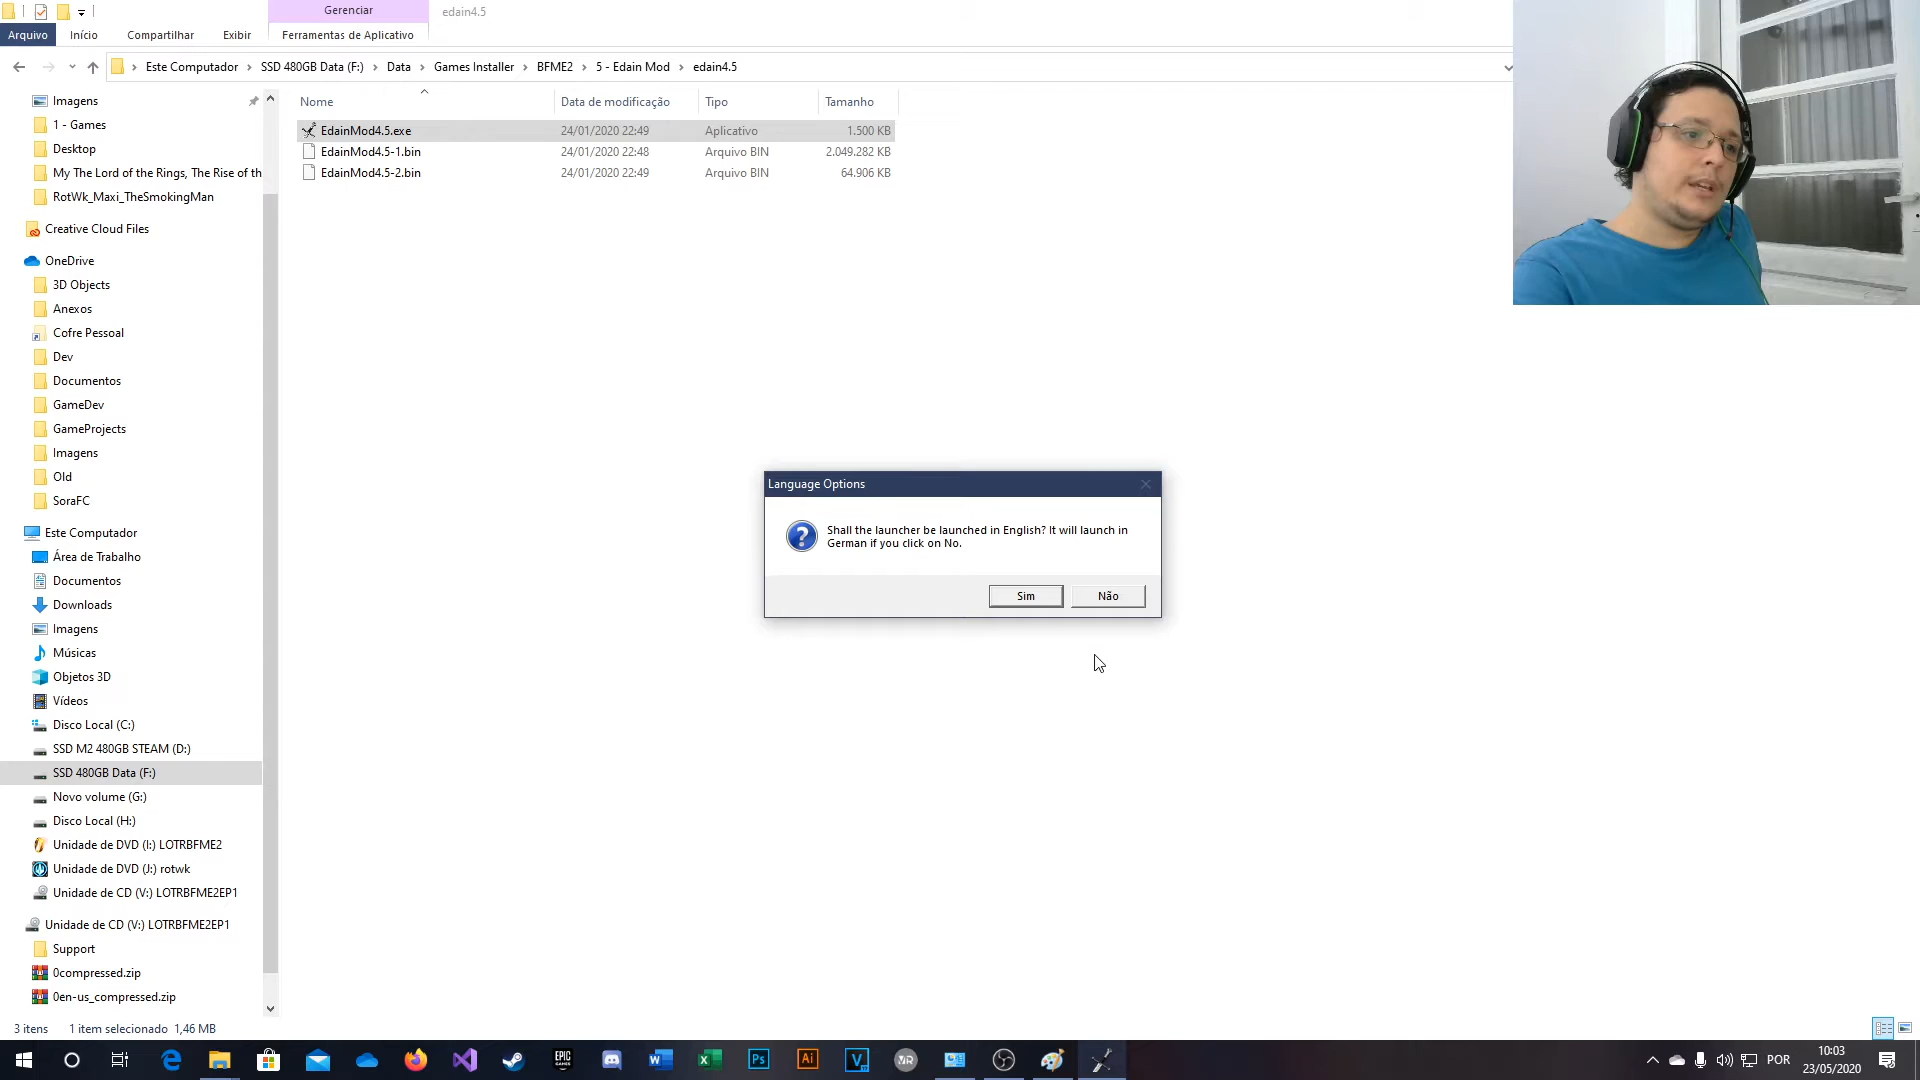 Gerenciar
edain4.5
Arquivo
Início
Compartilhar
Exibir
Ferramentas de Aplicativo
Este Computador
SSD 480GB Data (F:)
Data
Games Installer
BFME2
5 - Edain Mod
edain4.5
Nome
Data de modificação
Tipo
Tamanho
EdainMod4.5.exe
24/01/2020 22:49
Aplicativo
1.500 KB
EdainMod4.5-1.bin
24/01/2020 22:48
Arquivo BIN
2.049.282 KB
EdainMod4.5-2.bin
24/01/2020 22:49
Arquivo BIN
64.906 KB
Imagens
1 - Games
Desktop
My The Lord of the Rings, The Rise of th
RotWk_Maxi_TheSmokingMan
Creative Cloud Files
OneDrive
3D Objects
Anexos
Cofre Pessoal
Dev
Documentos
GameDev
GameProjects
Imagens
Old
SoraFC
Este Computador
Área de Trabalho
Documentos
Downloads
Imagens
Músicas
Objetos 3D
Vídeos
Disco Local (C:)
SSD M2 480GB STEAM (D:)
SSD 480GB Data (F:)
Novo volume (G:)
Disco Local (H:)
Unidade de DVD (I:) LOTRBFME2
Unidade de DVD (J:) rotwk
Unidade de CD (V:) LOTRBFME2EP1
Unidade de CD (V:) LOTRBFME2EP1
Support
0compressed.zip
0en-us_compressed.zip
Language Options
Shall the launcher be launched in English? It will launch in
German if you click on No.
Sim
Não
3 itens
1 item selecionado 1,46 MB
EPIC
GAMES
Ps
Ai
POR
10:03
23/05/2020